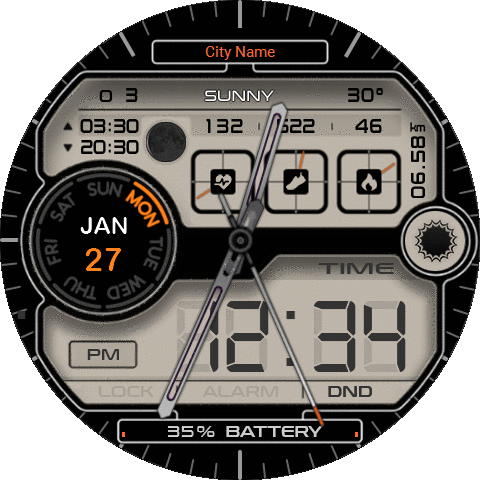 City Name
0 3 SUNNY 30°
▲ 03:30
▼ 20:30
132 46
06.58 km
SUN MON TUE WED THU FRI SAT
JAN
27
TIME
12:34
PM
LOCK ALARM DND
35% BATTERY